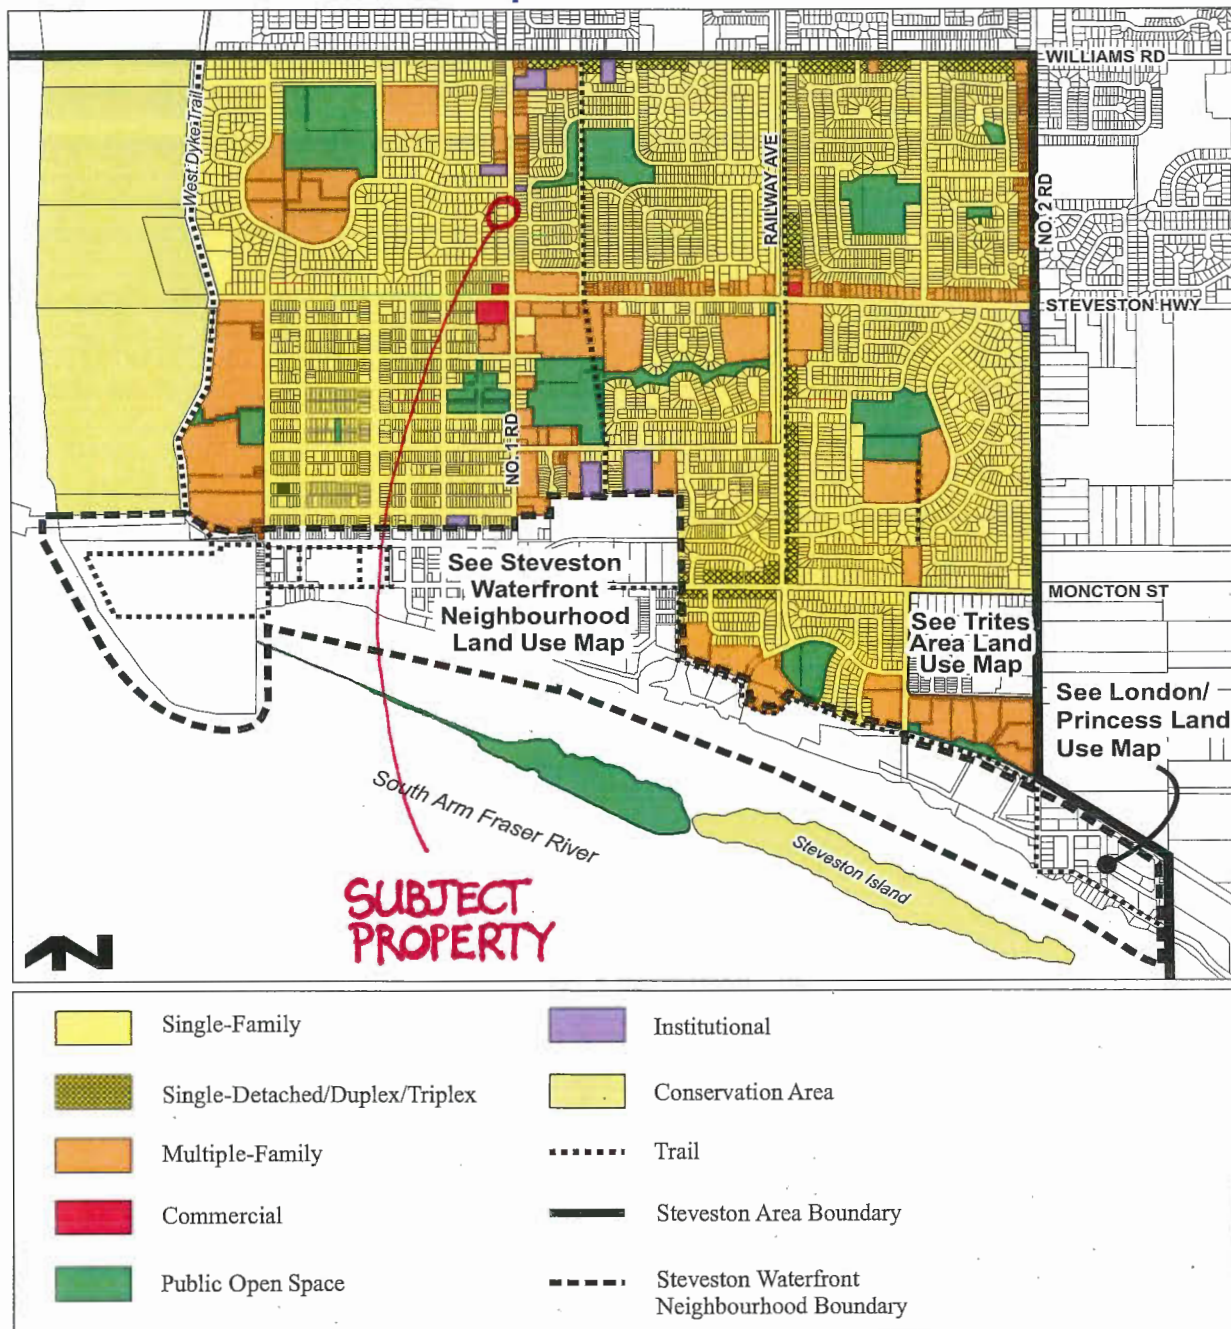 WILLIAMS RD
West Dyke Trail
RAILWAY AVE
NO. 2 RD
STEVESTON HWY
NO. 1 RD
See Steveston
Waterfront
Neighbourhood
Land Use Map
MONCTON ST
See Trites
Area Land
Use Map
See London/
Princess Land
Use Map
South Arm Fraser River
Steveston Island
SUBJECT
PROPERTY
N
Single-Family
Single-Detached/Duplex/Triplex
Multiple-Family
Commercial
Public Open Space
Institutional
Conservation Area
Trail
Steveston Area Boundary
Steveston Waterfront
Neighbourhood Boundary